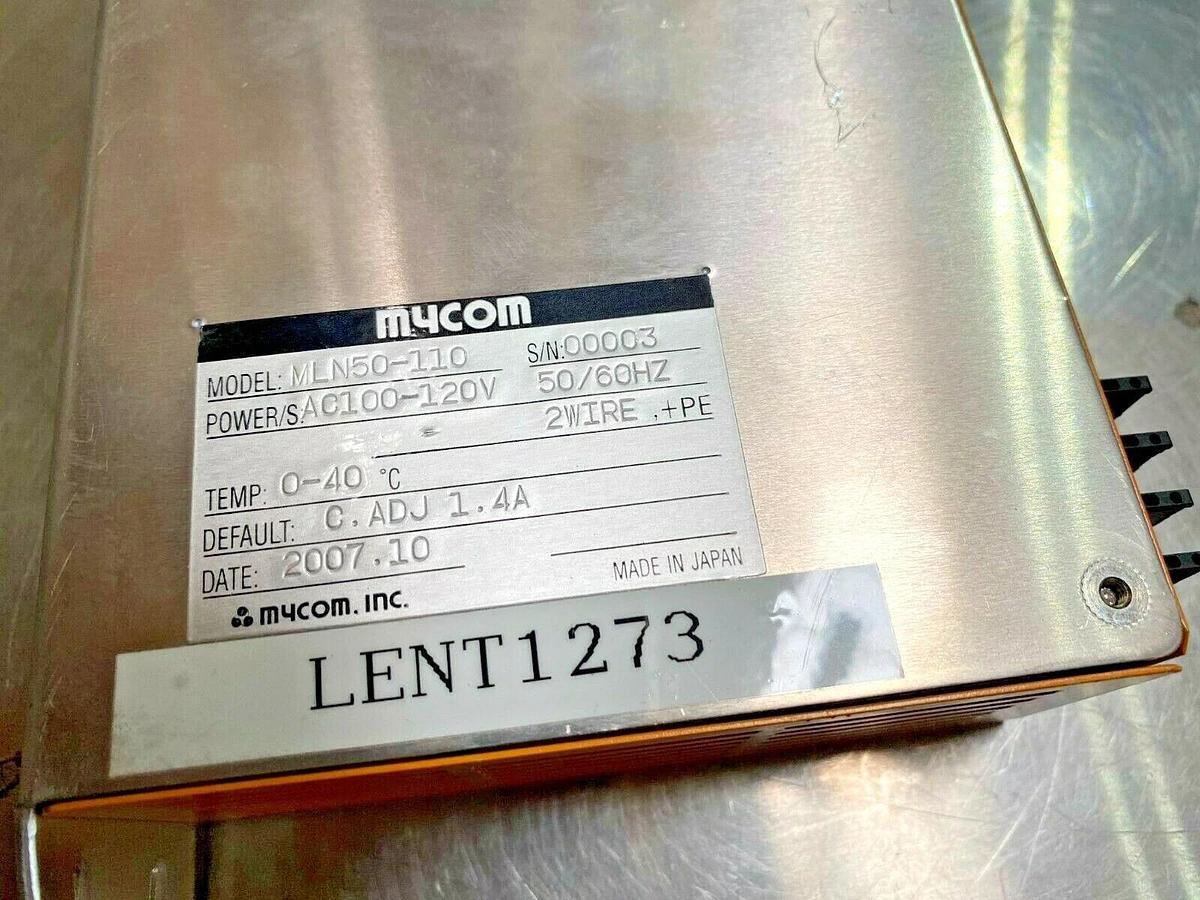 mycom
MODEL: MLN50-110 S/N:00003
POWER/S:AC100-120V 50/60HZ
2WIRE ,+PE
TEMP: 0-40 °C
DEFAULT: C.ADJ 1.4A
DATE: 2007.10
MADE IN JAPAN
mycom. inc.
LENT1273